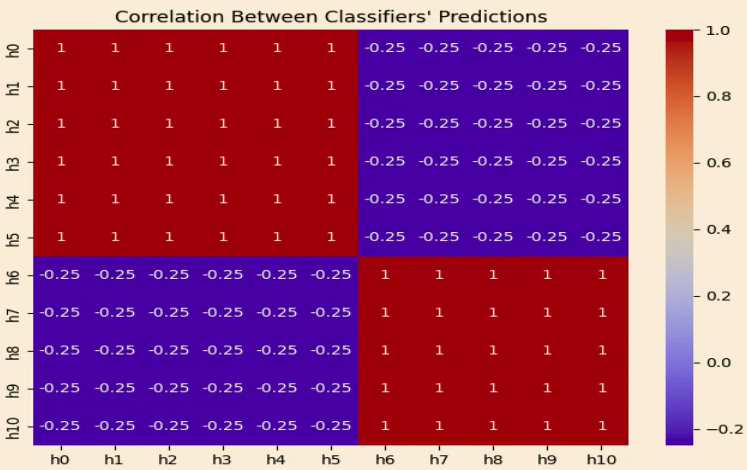 Correlation Between Classifiers' Predictions
h0 1 1 1 1 1 1 -0.25 -0.25 -0.25 -0.25 -0.25
h1 1 1 1 1 1 1 -0.25 -0.25 -0.25 -0.25 -0.25
h2 1 1 1 1 1 1 -0.25 -0.25 -0.25 -0.25 -0.25
h3 1 1 1 1 1 1 -0.25 -0.25 -0.25 -0.25 -0.25
h4 1 1 1 1 1 1 -0.25 -0.25 -0.25 -0.25 -0.25
h5 1 1 1 1 1 1 -0.25 -0.25 -0.25 -0.25 -0.25
h6 -0.25 -0.25 -0.25 -0.25 -0.25 -0.25 1 1 1 1 1
h7 -0.25 -0.25 -0.25 -0.25 -0.25 -0.25 1 1 1 1 1
h8 -0.25 -0.25 -0.25 -0.25 -0.25 -0.25 1 1 1 1 1
h9 -0.25 -0.25 -0.25 -0.25 -0.25 -0.25 1 1 1 1 1
h10 -0.25 -0.25 -0.25 -0.25 -0.25 -0.25 1 1 1 1 1
h0 h1 h2 h3 h4 h5 h6 h7 h8 h9 h10
1.0
0.8
0.6
0.4
0.2
0.0
−0.2